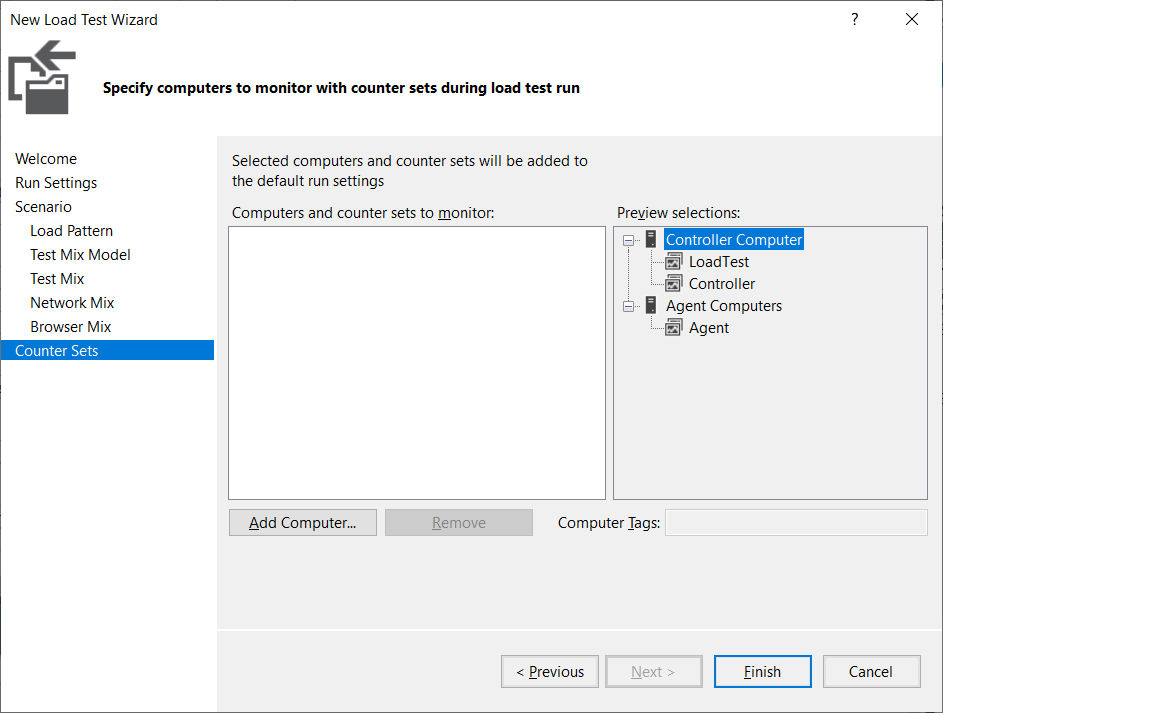 New Load Test Wizard
?
Specify computers to monitor with counter sets during load test run
Welcome
Run Settings
Scenario
Load Pattern
Test Mix Model
Test Mix
Network Mix
Browser Mix
Counter Sets
Selected computers and counter sets will be added to
the default run settings
Computers and counter sets to monitor:
Preview selections:
Controller Computer
LoadTest
Controller
Agent Computers
Agent
Add Computer...
Remove
Computer Tags:
< Previous
Next >
Finish
Cancel